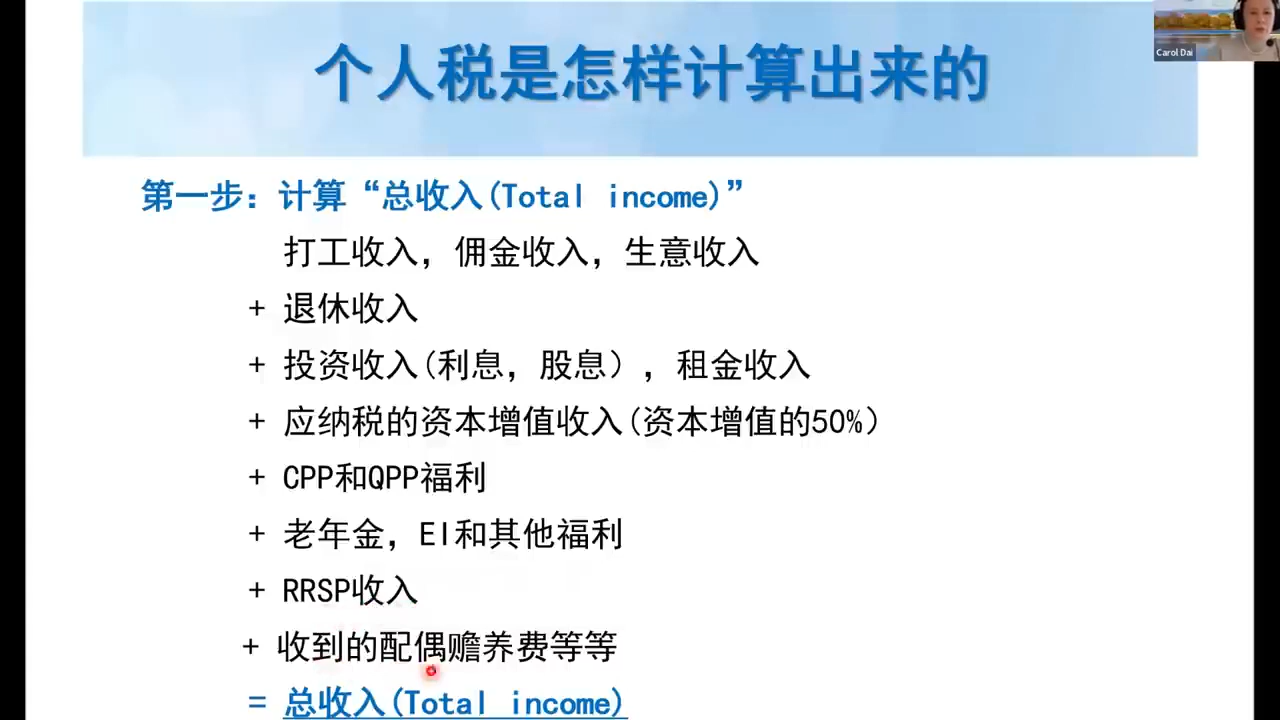 个人税是怎样计算出来的
Carol Dai
第一步：计算“总收入(Total income)”
打工收入，佣金收入，生意收入
+ 退休收入
+ 投资收入(利息，股息），租金收入
+ 应纳税的资本增值收入(资本增值的50%）
+ CPP和QPP福利
+ 老年金，EI和其他福利
+ RRSP收入
+ 收到的配偶赡养费等等
= 总收入(Total income)